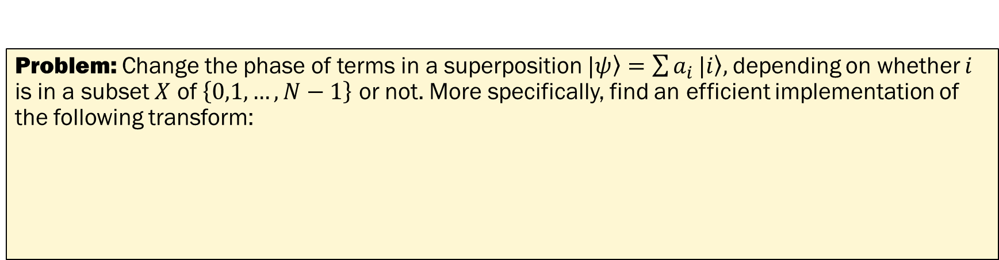 Problem: Change the phase of terms in a superposition |ψ⟩ = ∑ aᵢ |i⟩, depending on whether i
is in a subset X of {0,1, … , N − 1} or not. More specifically, find an efficient implementation of
the following transform: